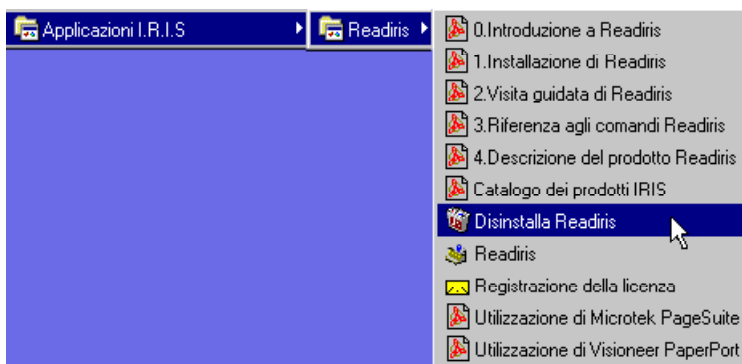 Applicazioni I.R.I.S
Readiris
0.Introduzione a Readiris
1.Installazione di Readiris
2.Visita guidata di Readiris
3.Riferenza agli comandi Readiris
4.Descrizione del prodotto Readiris
Catalogo dei prodotti IRIS
Disinstalla Readiris
Readiris
Registrazione della licenza
Utilizzazione di Microtek PageSuite
Utilizzazione di Visioneer PaperPort